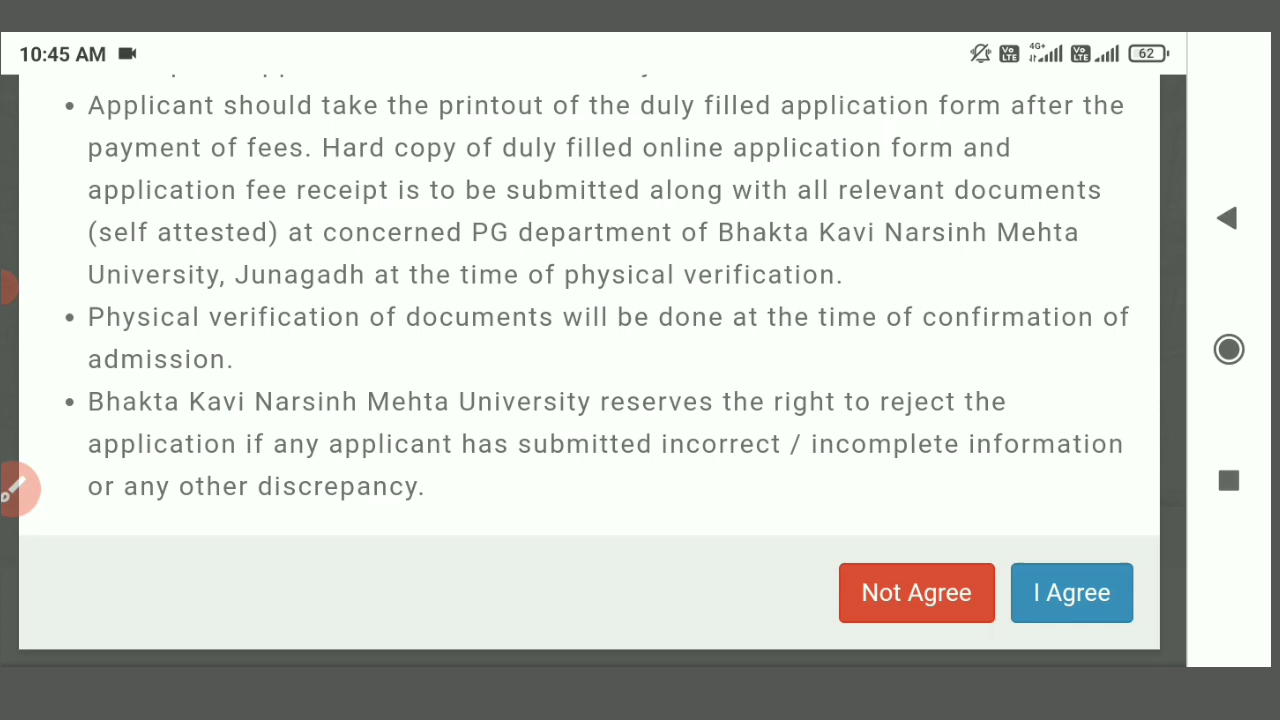 10:45 AM
Vo LTE 4G+ Vo LTE 62
• Applicant should take the printout of the duly filled application form after the
payment of fees. Hard copy of duly filled online application form and
application fee receipt is to be submitted along with all relevant documents
(self attested) at concerned PG department of Bhakta Kavi Narsinh Mehta
University, Junagadh at the time of physical verification.
• Physical verification of documents will be done at the time of confirmation of
admission.
• Bhakta Kavi Narsinh Mehta University reserves the right to reject the
application if any applicant has submitted incorrect / incomplete information
or any other discrepancy.
Not Agree
I Agree